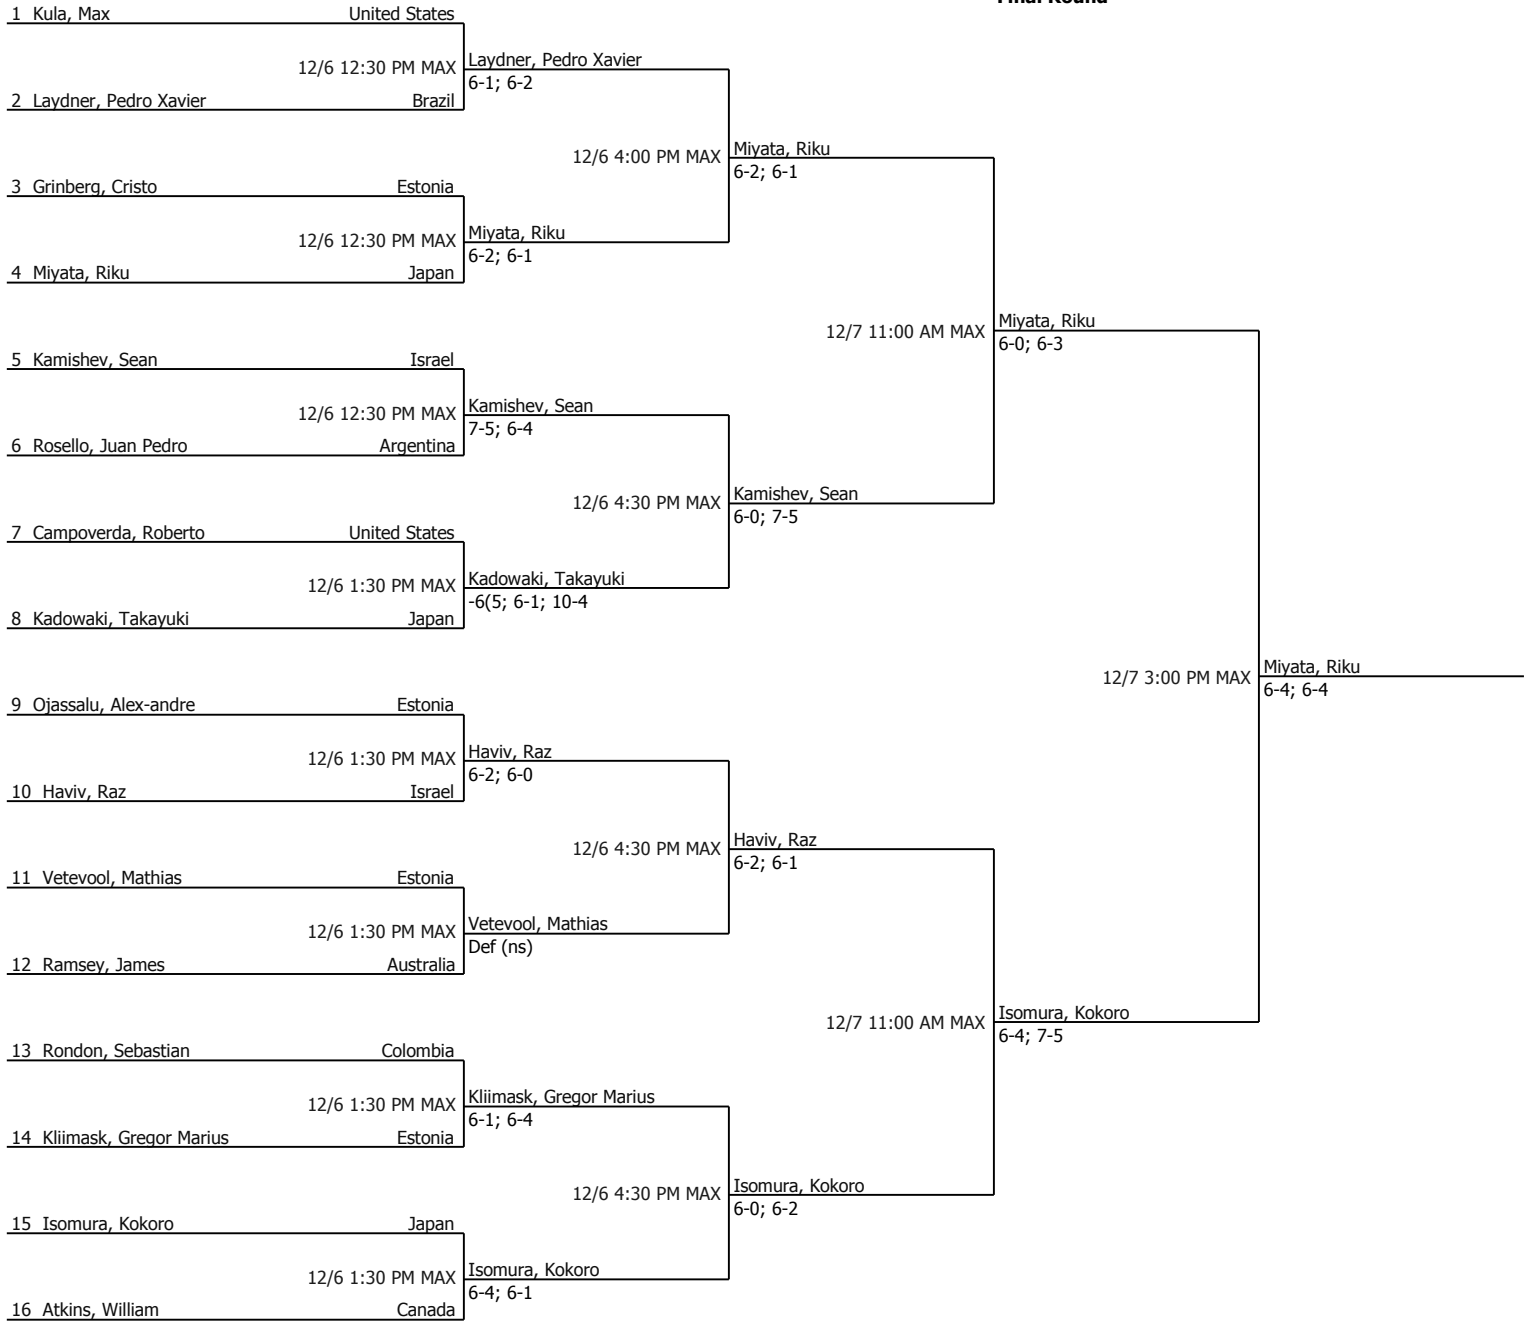 Final Round
1 Kula, Max United States
12/6 12:30 PM MAX
Laydner, Pedro Xavier
6-1; 6-2
2 Laydner, Pedro Xavier Brazil
12/6 4:00 PM MAX
Miyata, Riku
6-2; 6-1
3 Grinberg, Cristo Estonia
12/6 12:30 PM MAX
Miyata, Riku
6-2; 6-1
4 Miyata, Riku Japan
12/7 11:00 AM MAX
Miyata, Riku
6-0; 6-3
5 Kamishev, Sean Israel
12/6 12:30 PM MAX
Kamishev, Sean
7-5; 6-4
6 Rosello, Juan Pedro Argentina
12/6 4:30 PM MAX
Kamishev, Sean
6-0; 7-5
7 Campoverda, Roberto United States
12/6 1:30 PM MAX
Kadowaki, Takayuki
-6(5; 6-1; 10-4
8 Kadowaki, Takayuki Japan
12/7 3:00 PM MAX
Miyata, Riku
6-4; 6-4
9 Ojassalu, Alex-andre Estonia
12/6 1:30 PM MAX
Haviv, Raz
6-2; 6-0
10 Haviv, Raz Israel
12/6 4:30 PM MAX
Haviv, Raz
6-2; 6-1
11 Vetevool, Mathias Estonia
12/6 1:30 PM MAX
Vetevool, Mathias
Def (ns)
12 Ramsey, James Australia
12/7 11:00 AM MAX
Isomura, Kokoro
6-4; 7-5
13 Rondon, Sebastian Colombia
12/6 1:30 PM MAX
Kliimask, Gregor Marius
6-1; 6-4
14 Kliimask, Gregor Marius Estonia
12/6 4:30 PM MAX
Isomura, Kokoro
6-0; 6-2
15 Isomura, Kokoro Japan
12/6 1:30 PM MAX
Isomura, Kokoro
6-4; 6-1
16 Atkins, William Canada